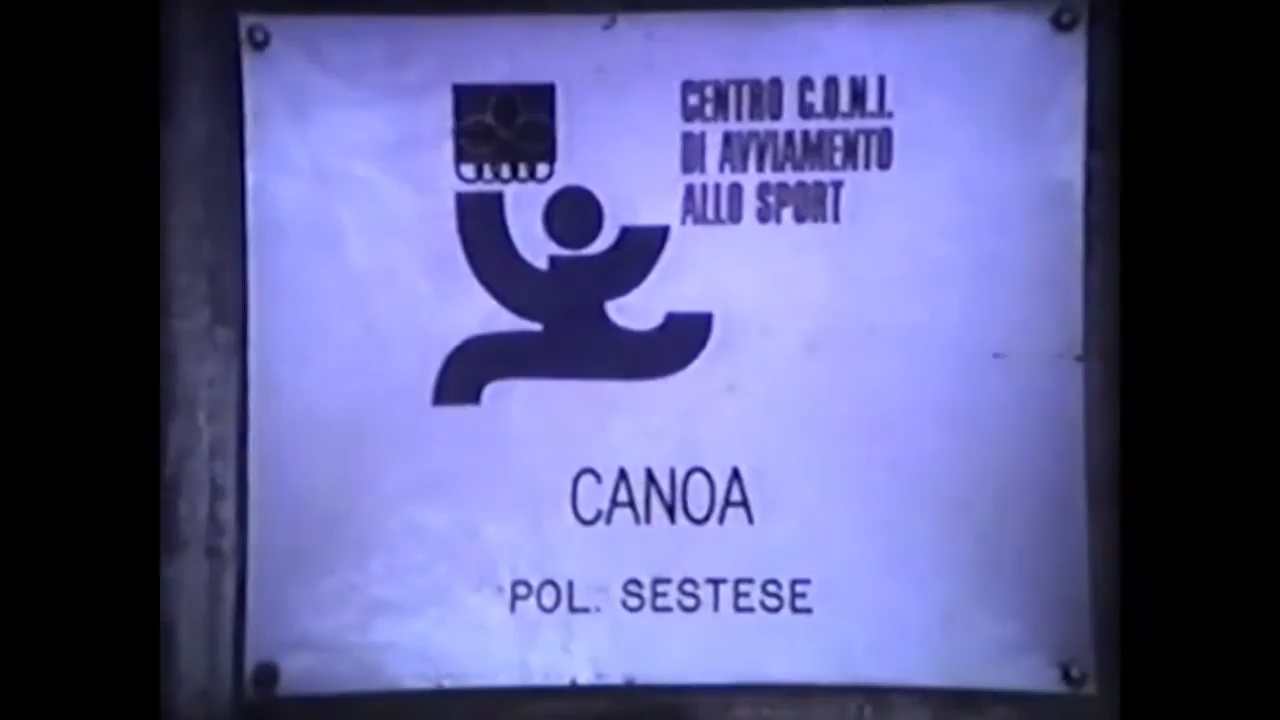 CENTRO C.O.N.I.
DI AVVIAMENTO
ALLO SPORT
CANOA
POL. SESTESE